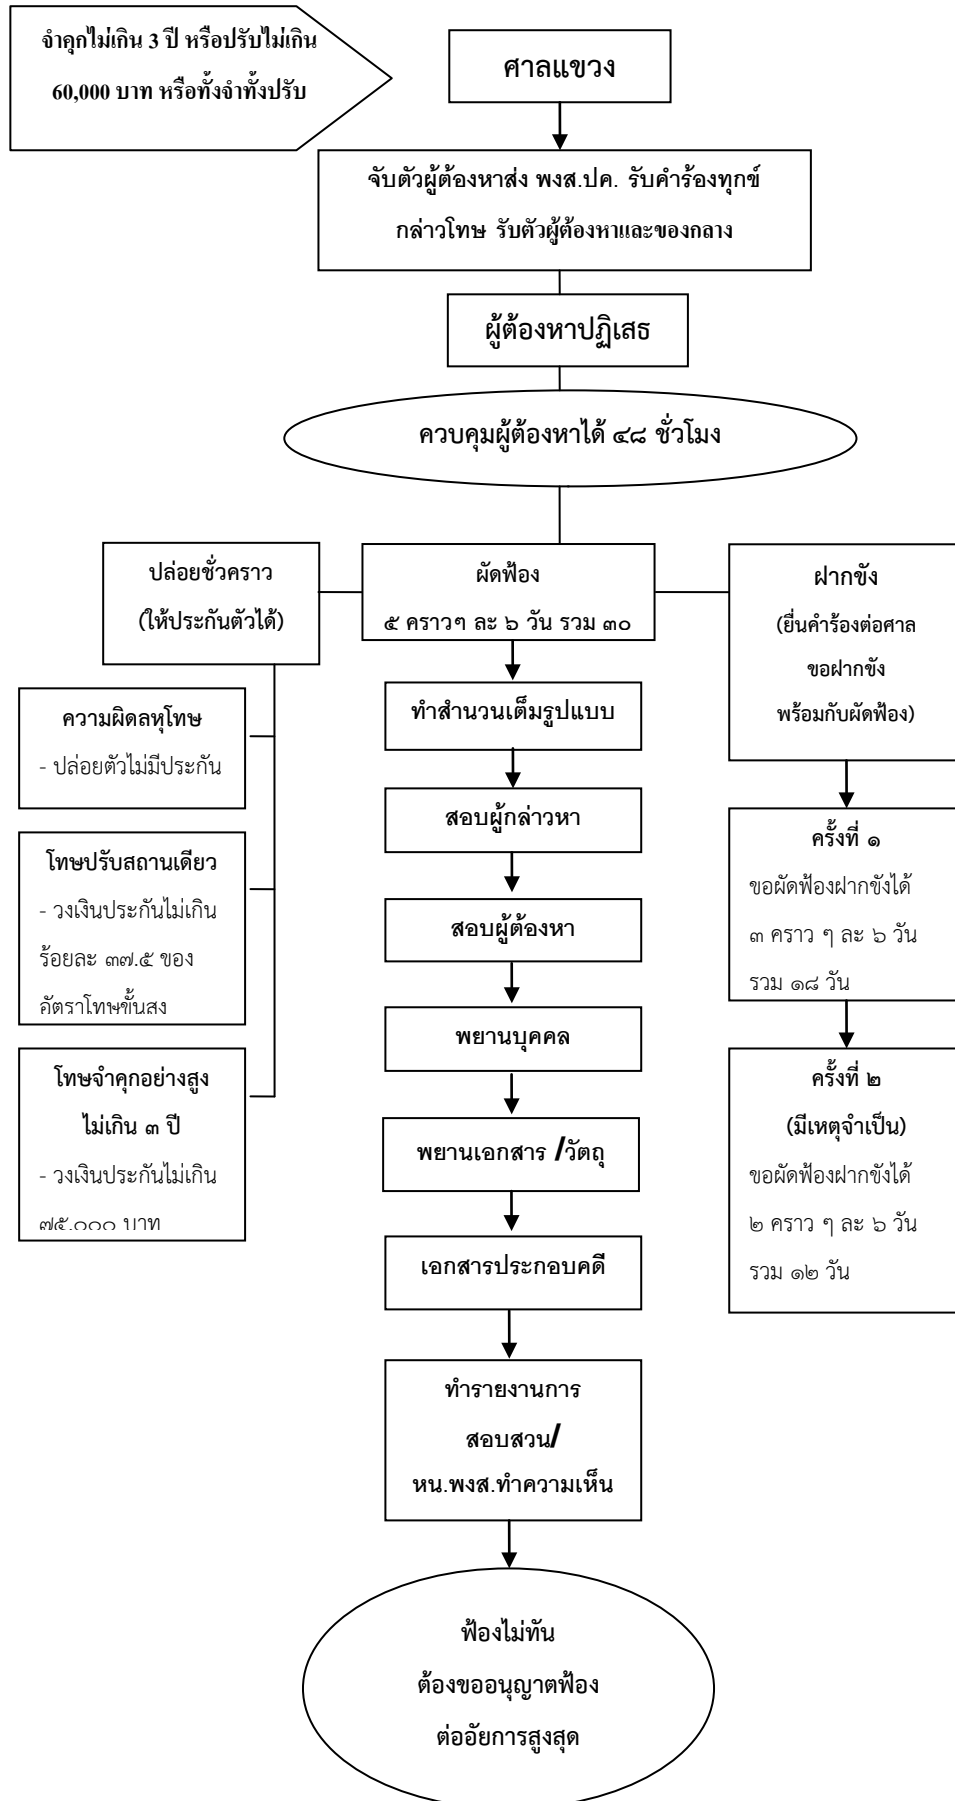 จำคุกไม่เกิน 3 ปี หรือปรับไม่เกิน
60,000 บาท หรือทั้งจำทั้งปรับ
ศาลแขวง
จับตัวผู้ต้องหาส่ง พงส.ปค. รับคำร้องทุกข์
กล่าวโทษ รับตัวผู้ต้องหาและของกลาง
ผู้ต้องหาปฏิเสธ
ควบคุมผู้ต้องหาได้ ๔๘ ชั่วโมง
ปล่อยชั่วคราว
(ให้ประกันตัวได้)
ความผิดลหุโทษ
- ปล่อยตัวไม่มีประกัน
โทษปรับสถานเดียว
- วงเงินประกันไม่เกิน
ร้อยละ ๓๗.๕ ของ
อัตราโทษขั้นสูง
โทษจำคุกอย่างสูง
ไม่เกิน ๓ ปี
- วงเงินประกันไม่เกิน
๗๕,๐๐๐ บาท
ผัดฟ้อง
๕ คราวๆ ละ ๖ วัน รวม ๓๐
ทำสำนวนเต็มรูปแบบ
สอบผู้กล่าวหา
สอบผู้ต้องหา
พยานบุคคล
พยานเอกสาร /วัตถุ
เอกสารประกอบคดี
ทำรายงานการ
สอบสวน/
หน.พงส.ทำความเห็น
ฟ้องไม่ทัน
ต้องขออนุญาตฟ้อง
ต่ออัยการสูงสุด
ฝากขัง
(ยื่นคำร้องต่อศาล
ขอฝากขัง
พร้อมกับผัดฟ้อง)
ครั้งที่ ๑
ขอผัดฟ้องฝากขังได้
๓ คราว ๆ ละ ๖ วัน
รวม ๑๘ วัน
ครั้งที่ ๒
(มีเหตุจำเป็น)
ขอผัดฟ้องฝากขังได้
๒ คราว ๆ ละ ๖ วัน
รวม ๑๒ วัน